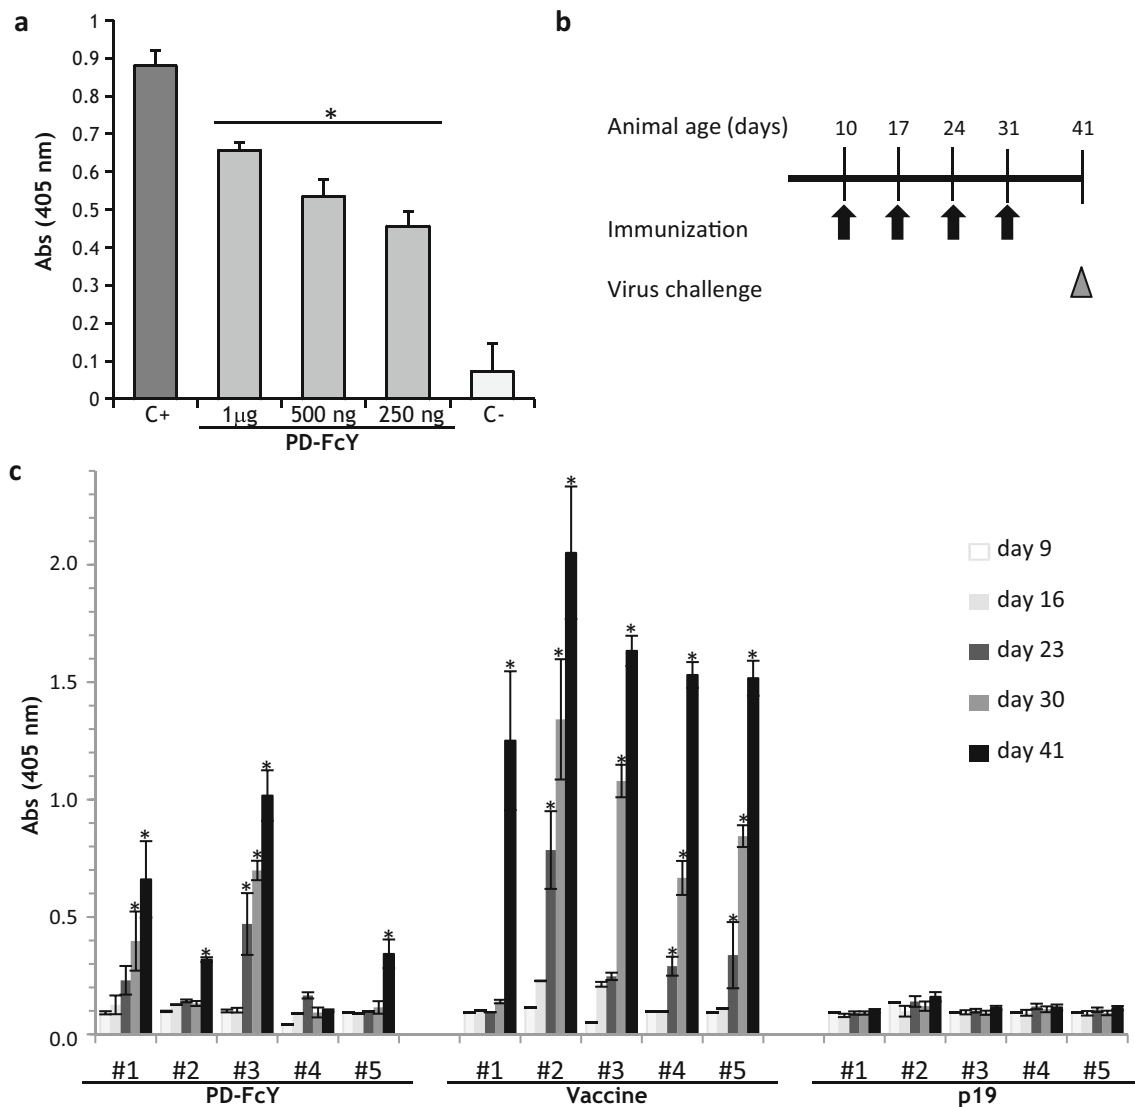 a
1
0.9
0.8
0.7
0.6
0.5
0.4
0.3
0.2
0.1
0
Abs (405 nm)
*
C+ 1µg 500 ng 250 ng C-
PD-FcY
b
Animal age (days) 10 17 24 31 41
Immunization
Virus challenge
c
2.0
1.5
1.0
0.5
0.0
Abs (405 nm)
* * * * * * *
* * * * * * * * * * * *
day 9
day 16
day 23
day 30
day 41
#1 #2 #3 #4 #5 #1 #2 #3 #4 #5 #1 #2 #3 #4 #5
PD-FcY Vaccine p19